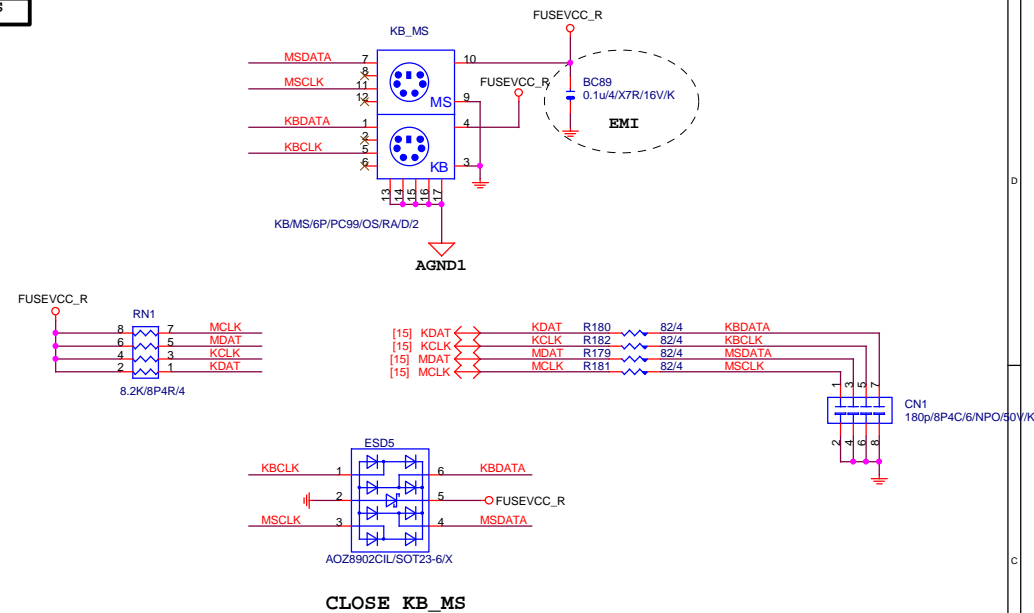 S
FUSEVCC_R
KB_MS
MSDATA 7
8
MSCLK 11
12
10
9
MS
FUSEVCC_R
BC89
0.1u/4/X7R/16V/K
EMI
KBDATA 1
2
KBCLK 5
6
4
3
KB
13 14 15 16 17
KB/MS/6P/PC99/OS/RA/D/2
AGND1
D
FUSEVCC_R
RN1
8 7 MCLK
6 5 MDAT
4 3 KCLK
2 1 KDAT
8.2K/8P4R/4
[15] KDAT KDAT R180 82/4 KBDATA
[15] KCLK KCLK R182 82/4 KBCLK
[15] MDAT MDAT R179 82/4 MSDATA
[15] MCLK MCLK R181 82/4 MSCLK
1 3 5 7
CN1
180p/8P4C/6/NPO/50V/K
2 4 6 8
ESD5
KBCLK 1 6 KBDATA
2 5 FUSEVCC_R
MSCLK 3 4 MSDATA
AOZ8902CIL/SOT23-6/X
C
CLOSE KB_MS